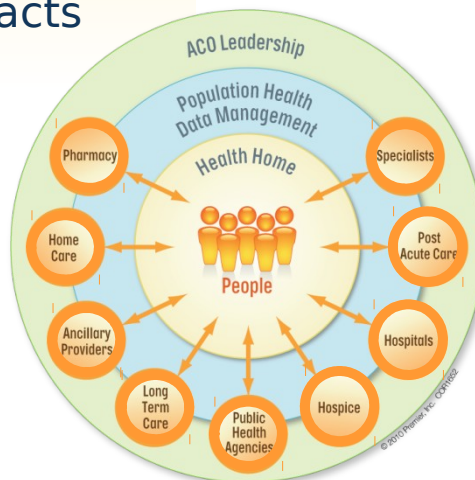 acts
ACO Leadership
Population Health
Data Management
Health Home
People
Pharmacy
Specialists
Home
Care
Post
Acute Care
Ancillary
Providers
Hospitals
Long
Term
Care
Public
Health
Agencies
Hospice
© 2010 Premier, Inc. COR1652